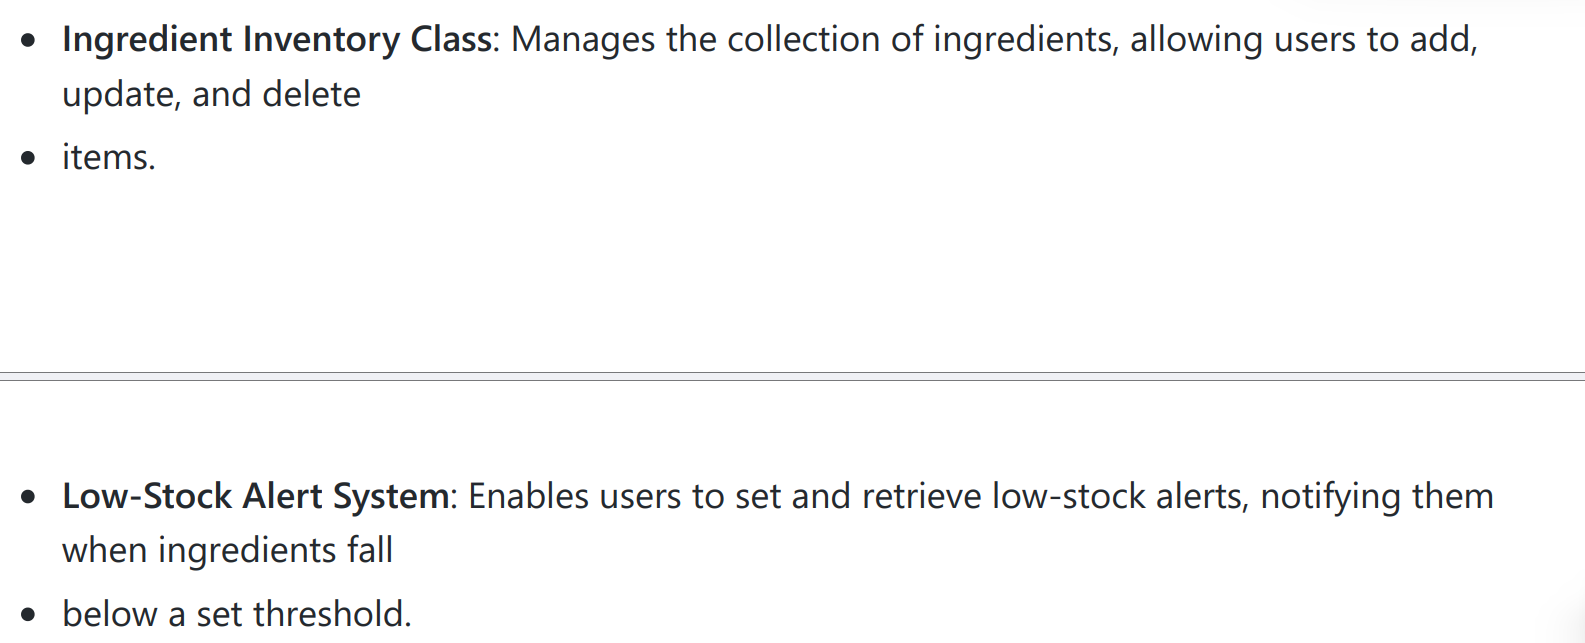 • Ingredient Inventory Class: Manages the collection of ingredients, allowing users to add,
update, and delete
• items.
• Low-Stock Alert System: Enables users to set and retrieve low-stock alerts, notifying them
when ingredients fall
• below a set threshold.